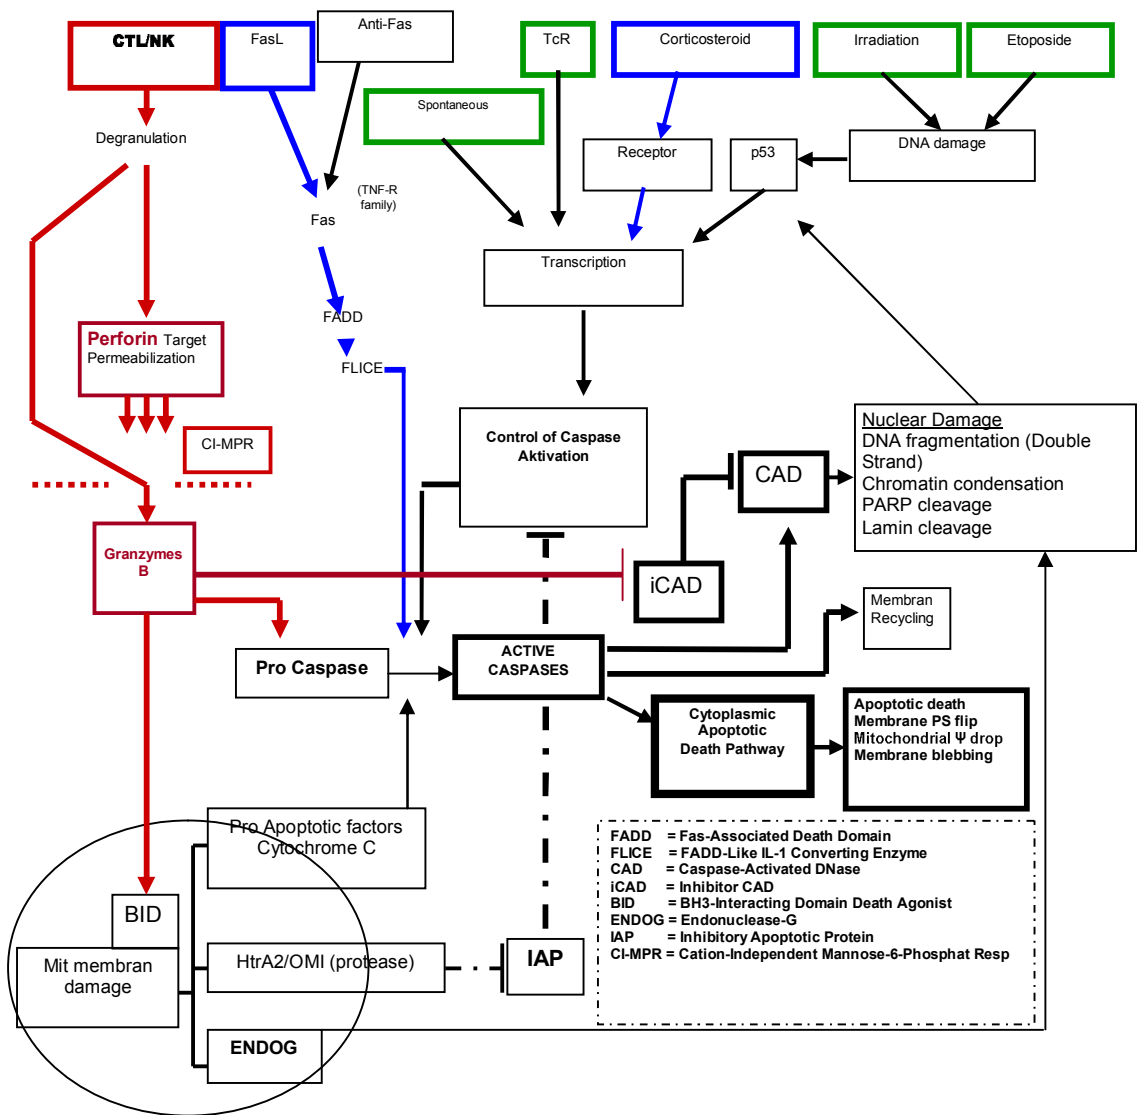 CTL/NK
FasL
Anti-Fas
TcR
Corticosteroid
Irradiation
Etoposide
Spontaneous
Degranulation
Receptor
p53
DNA damage
(TNF-R
family)
Fas
Transcription
FADD
Perforin Target
Permeabilization
FLICE
CI-MPR
Control of Caspase
Aktivation
CAD
Nuclear Damage
DNA fragmentation (Double
Strand)
Chromatin condensation
PARP cleavage
Lamin cleavage
Granzymes
B
iCAD
Membran
Recycling
Pro Caspase
ACTIVE
CASPASES
Cytoplasmic
Apoptotic
Death Pathway
Apoptotic death
Membrane PS flip
Mitochondrial Ψ drop
Membrane blebbing
Pro Apoptotic factors
Cytochrome C
BID
Mit membran
damage
HtrA2/OMI (protease)
IAP
ENDOG
FADD = Fas-Associated Death Domain
FLICE = FADD-Like IL-1 Converting Enzyme
CAD = Caspase-Activated DNase
iCAD = Inhibitor CAD
BID = BH3-Interacting Domain Death Agonist
ENDOG = Endonuclease-G
IAP = Inhibitory Apoptotic Protein
CI-MPR = Cation-Independent Mannose-6-Phosphat Resp